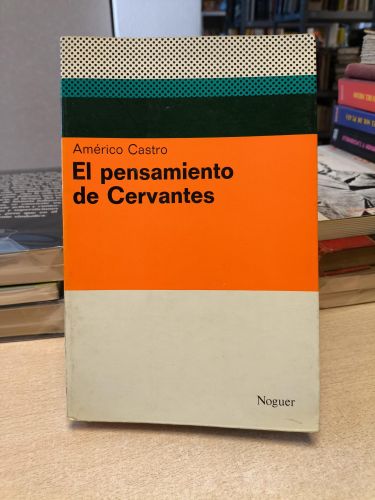 Américo Castro
El pensamiento
de Cervantes
Noguer